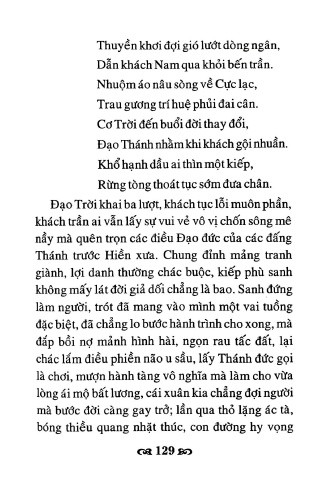 Thuyền khơi đợi gió lướt dòng ngân,
Dẫn khách Nam qua khỏi bến trần.
Nhuộm áo nâu sòng về Cực lạc,
Trau gương trí huệ phủi đai cân.
Cơ Trời đến buổi đời thay đổi,
Đạo Thánh nhằm khi khách gội nhuần.
Khổ hạnh dầu ai thìn một kiếp,
Rừng tòng thoát tục sớm đưa chân.
Đạo Trời khai ba lượt, khách tục lỗi muôn phần,
khách trần ai vẫn lấy sự vui vẻ vô vị chốn sông mê
nầy mà quên trọn các điều Đạo đức của các đấng
Thánh trước Hiền xưa. Chung đỉnh mảng tranh
giành, lợi danh thường chác buộc, kiếp phù sanh
không mấy lát đời giả dối chẳng là bao. Sanh đứng
làm người, trót đã mang vào mình một vai tuồng
đặc biệt, đã chẳng lo bước hành trình cho xong, mà
đắp bồi nợ mảnh hình hài, ngọn rau tấc đất, lại
chác lấm điều phiền não u sầu, lấy Thánh đức gọi
là chơi, mượn hành tàng vô nghĩa mà làm cho vừa
lòng ái mộ bất lương, cái xuân kia chẳng đợi người
mà bước đời càng gay trở; lần qua thỏ lặng ác tà,
bóng thiều quang nhặt thúc, con đường hy vọng
129